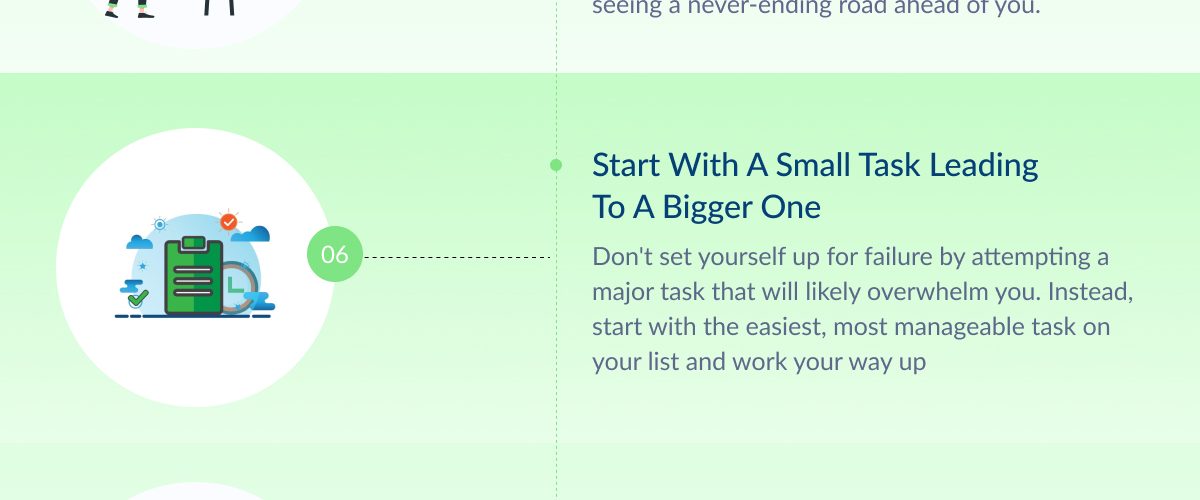 seeing a never-ending road ahead of you.
06
Start With A Small Task Leading
To A Bigger One
Don't set yourself up for failure by attempting a
major task that will likely overwhelm you. Instead,
start with the easiest, most manageable task on
your list and work your way up